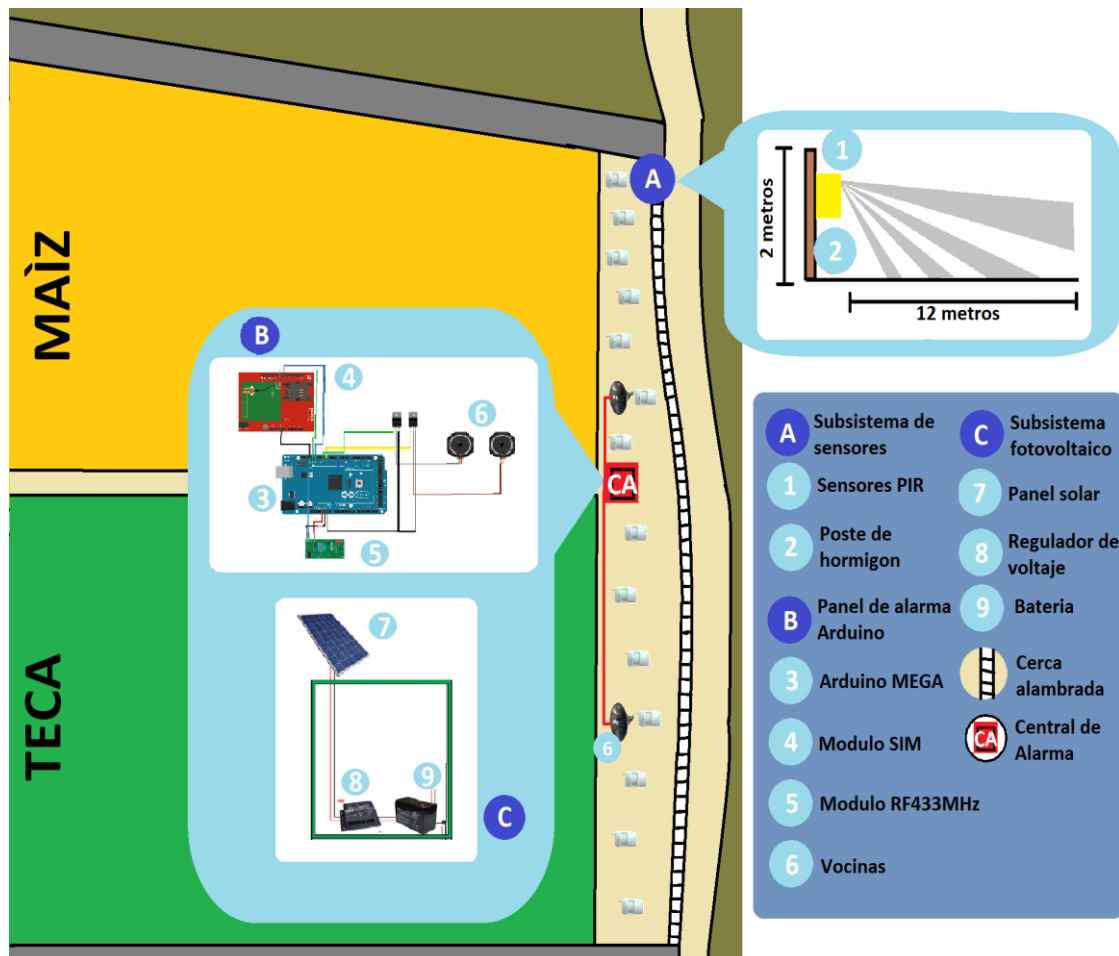 MAÌZ
TECA
A
1
2
2 metros
12 metros
B
4
6
3
5
CA
7
8
9
C
6
A
Subsistema de
sensores
1
Sensores PIR
2
Poste de
hormigon
B
Panel de alarma
Arduino
3
Arduino MEGA
4
Modulo SIM
5
Modulo RF433MHz
6
Vocinas
C
Subsistema
fotovoltaico
7
Panel solar
8
Regulador de
voltaje
9
Bateria
Cerca
alambrada
CA
Central de
Alarma